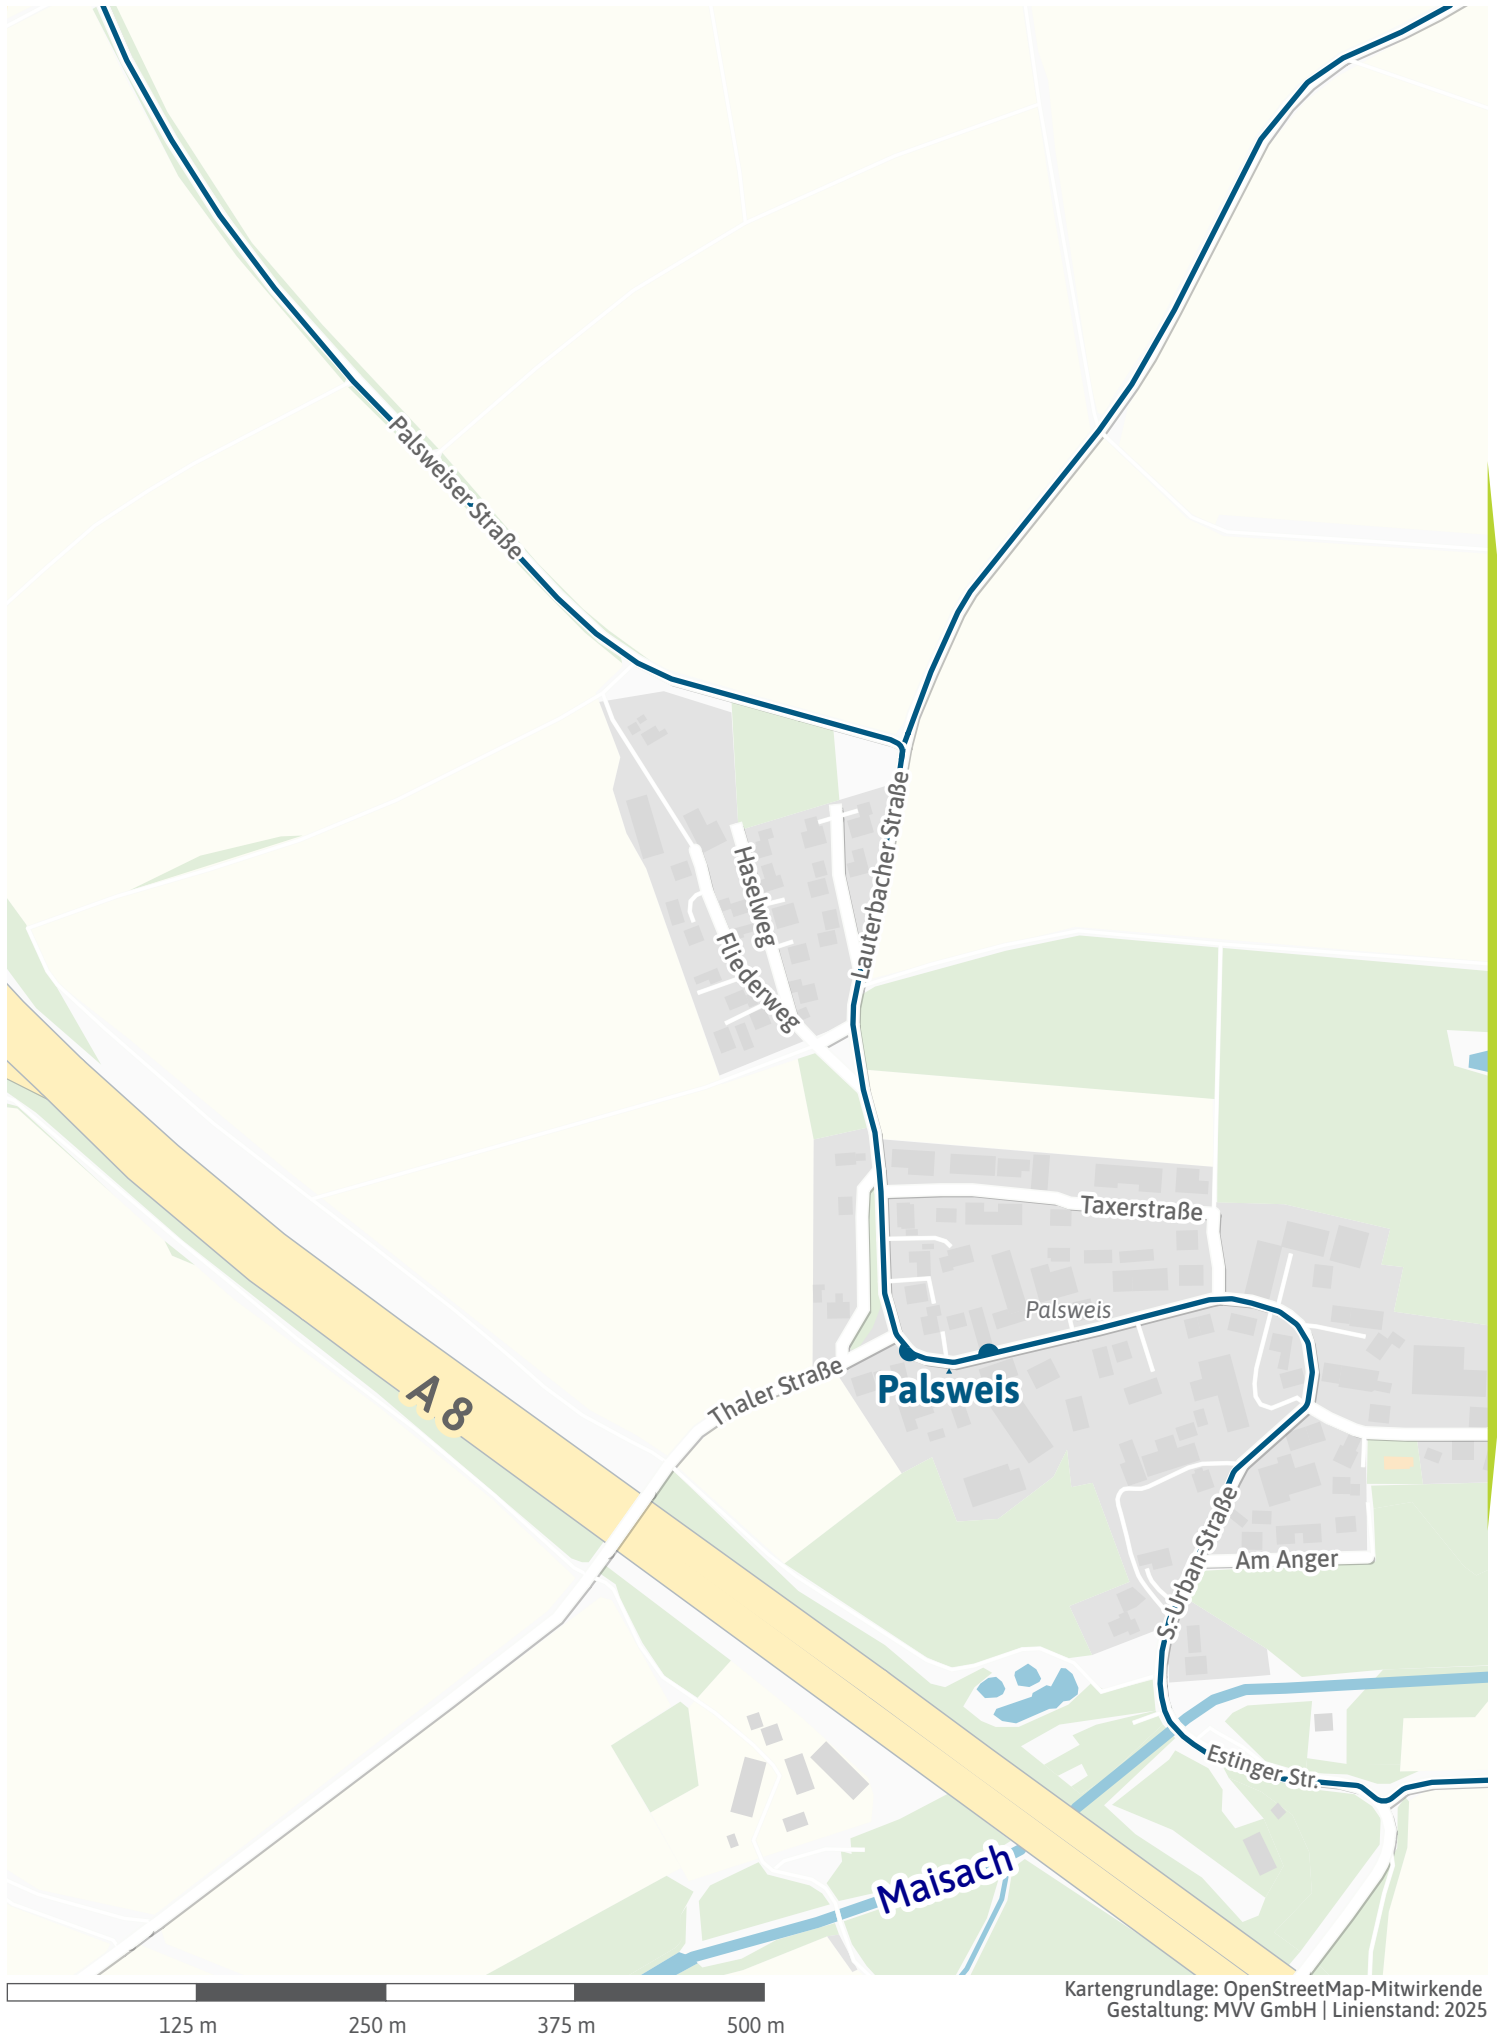 Palsweiser Straße
Lauterbacher Straße
Haselweg
Fliederweg
Taxerstraße
Palsweis
Thaler Straße
Palsweis
A 8
S.-Urban-Straße
Am Anger
Estinger Str.
Maisach
Kartengrundlage: OpenStreetMap-Mitwirkende
Gestaltung: MVV GmbH | Linienstand: 2025
125 m
250 m
375 m
500 m